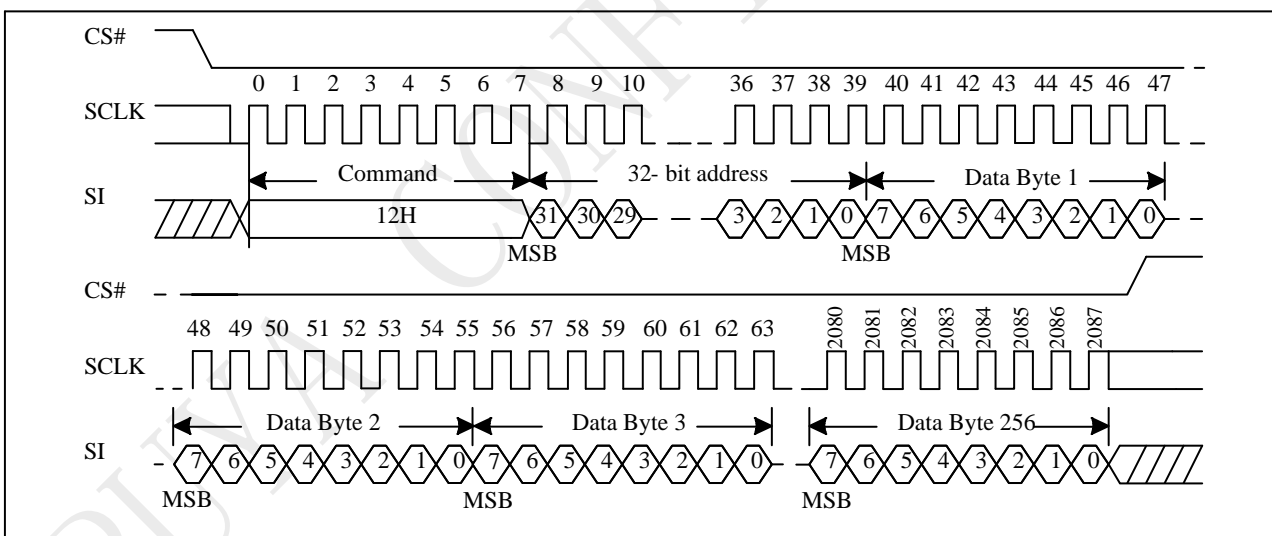 CS#
0 1 2 3 4 5 6 7 8 9 10 36 37 38 39 40 41 42 43 44 45 46 47
SCLK
Command 32- bit address Data Byte 1
SI
12H 31 30 29 3 2 1 0 7 6 5 4 3 2 1 0
MSB MSB
CS#
48 49 50 51 52 53 54 55 56 57 58 59 60 61 62 63 2080 2081 2082 2083 2084 2085 2086 2087
SCLK
Data Byte 2 Data Byte 3 Data Byte 256
SI
7 6 5 4 3 2 1 0 7 6 5 4 3 2 1 0 7 6 5 4 3 2 1 0
MSB MSB MSB
PUYA CONF